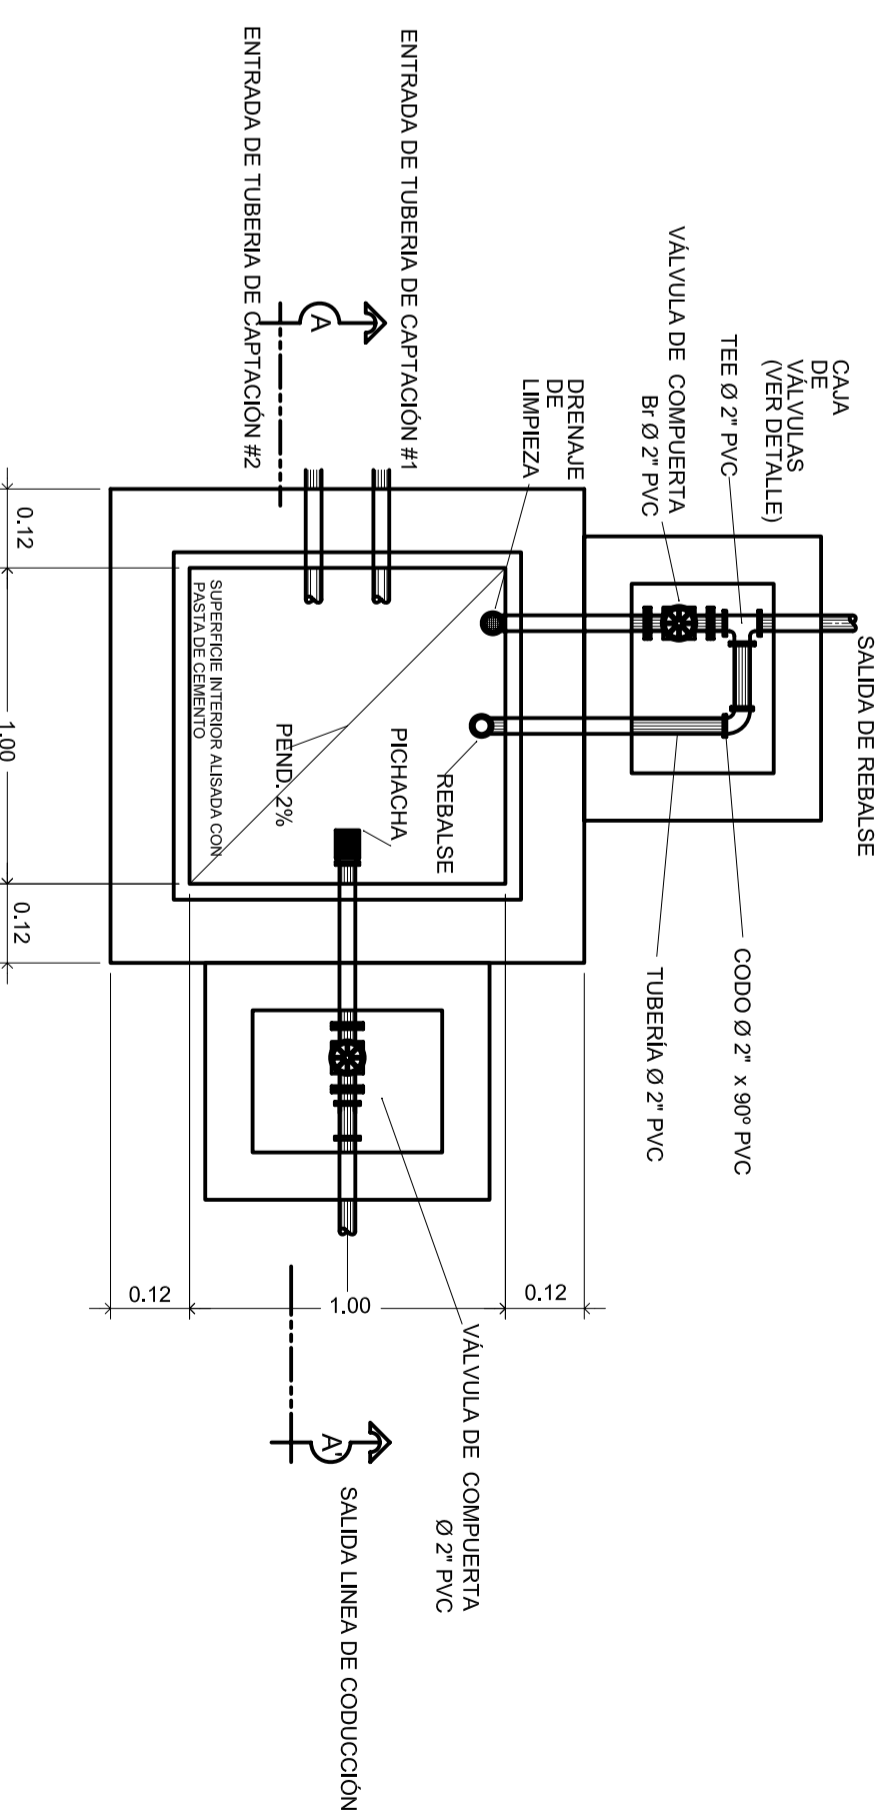 ENTRADA DE TUBERIA DE CAPTACIÓN #1
ENTRADA DE TUBERIA DE CAPTACIÓN #2
A
CAJA
DE
VÁLVULAS
(VER DETALLE)
TEE Ø 2" PVC
VÁLVULA DE COMPUERTA
Br Ø 2" PVC
DRENAJE
DE
LIMPIEZA
SALIDA DE REBALSE
CODO Ø 2" x 90º PVC
TUBERÍA Ø 2" PVC
REBALSE
PICHACHA
PEND. 2%
SUPERFICIE INTERIOR ALISADA CON
PASTA DE CEMENTO
0.12
1.00
0.12
0.12
1.00
0.12
VÁLVULA DE COMPUERTA
Ø 2" PVC
A'
SALIDA LINEA DE CODUCCIÓN